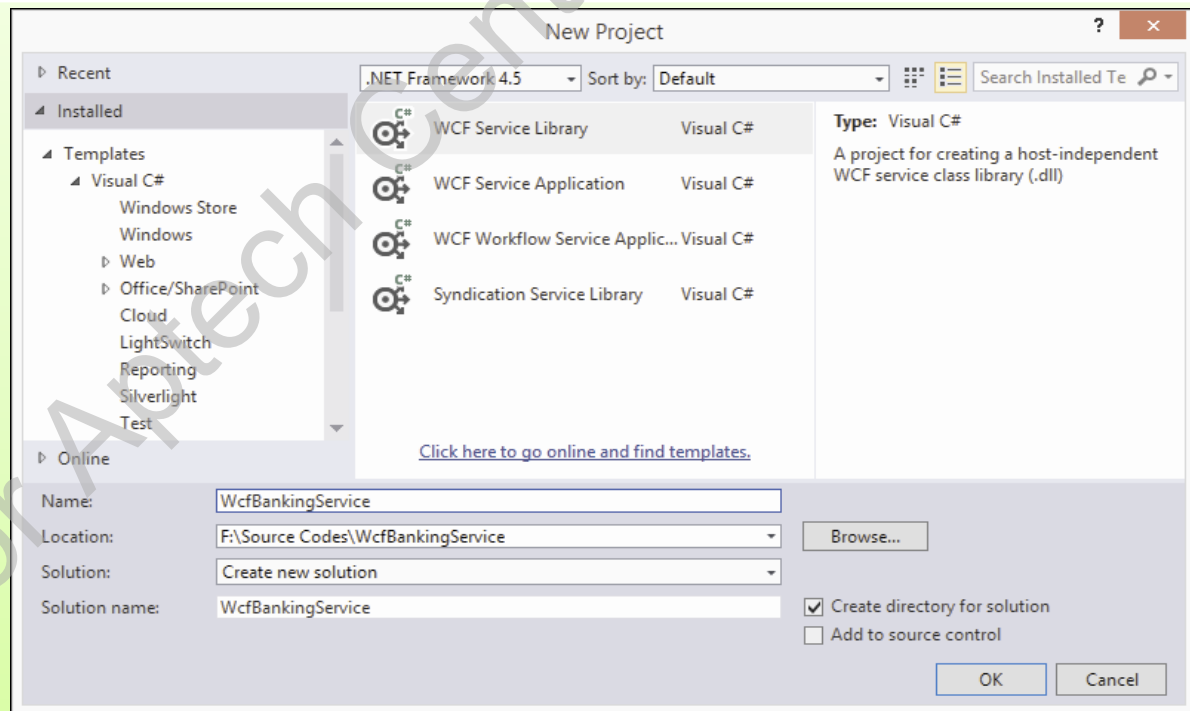 New Project
?
×
Recent
Installed
Templates
Visual C#
Windows Store
Windows
Web
Office/SharePoint
Cloud
LightSwitch
Reporting
Silverlight
Test
Online
.NET Framework 4.5 Sort by: Default
Search Installed Te
C# WCF Service Library Visual C#
C# WCF Service Application Visual C#
C# WCF Workflow Service Applic... Visual C#
C# Syndication Service Library Visual C#
Click here to go online and find templates.
Type: Visual C#
A project for creating a host-independent
WCF service class library (.dll)
Name: WcfBankingService
Location: F:\Source Codes\WcfBankingService
Browse...
Solution: Create new solution
Solution name: WcfBankingService
Create directory for solution
Add to source control
OK Cancel
or Aptech Cent